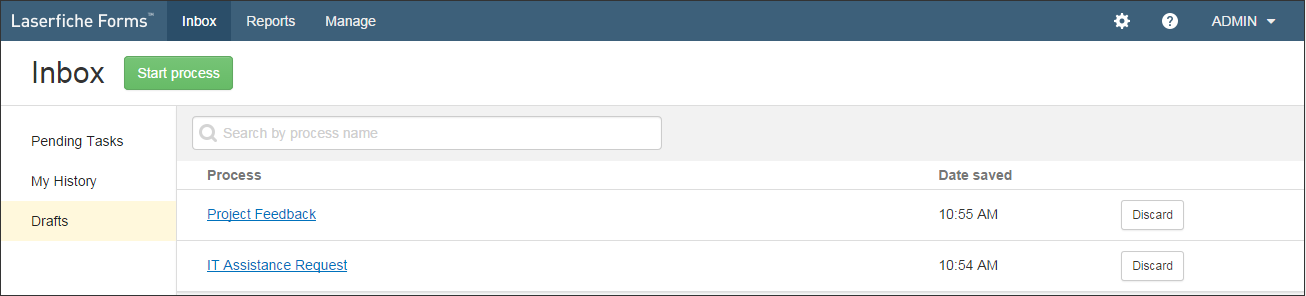 Laserfiche Forms™ Inbox Reports Manage ? ADMIN
Inbox Start process
Pending Tasks
My History
Drafts
Search by process name
Process Date saved
Project Feedback 10:55 AM Discard
IT Assistance Request 10:54 AM Discard